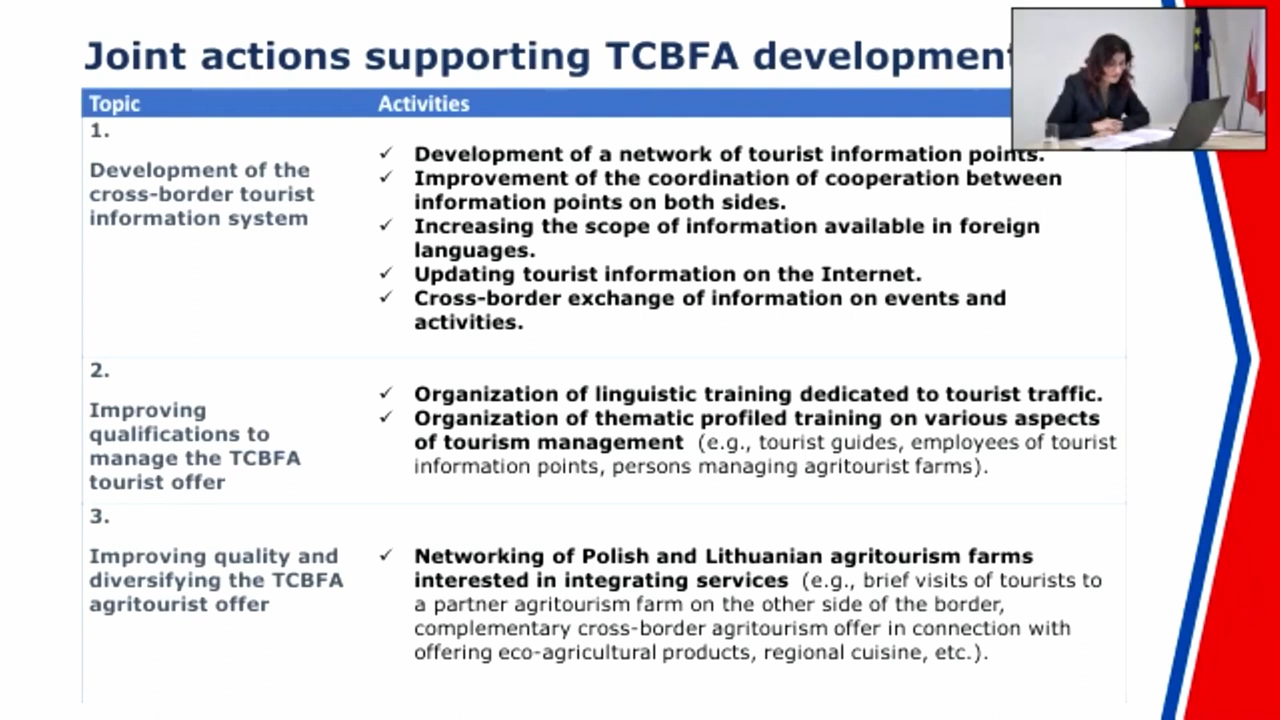 Joint actions supporting TCBFA development
Topic Activities
1.
Development of the
cross-border tourist
information system
✓ Development of a network of tourist information points.
✓ Improvement of the coordination of cooperation between
information points on both sides.
✓ Increasing the scope of information available in foreign
languages.
✓ Updating tourist information on the Internet.
✓ Cross-border exchange of information on events and
activities.
2.
Improving
qualifications to
manage the TCBFA
tourist offer
✓ Organization of linguistic training dedicated to tourist traffic.
✓ Organization of thematic profiled training on various aspects
of tourism management (e.g., tourist guides, employees of tourist
information points, persons managing agritourist farms).
3.
Improving quality and
diversifying the TCBFA
agritourist offer
✓ Networking of Polish and Lithuanian agritourism farms
interested in integrating services (e.g., brief visits of tourists to
a partner agritourism farm on the other side of the border,
complementary cross-border agritourism offer in connection with
offering eco-agricultural products, regional cuisine, etc.).